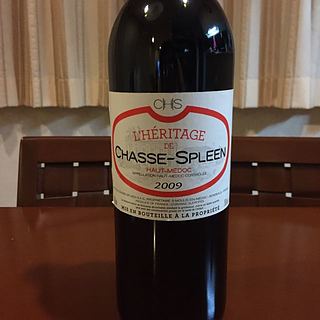 CHS
L'HÉRITAGE
DE
CHASSE-SPLEEN
HAUT-MÉDOC
APPELLATION HAUT-MÉDOC CONTRÔLÉE
2009
MIS EN BOUTEILLE À LA PROPRIÉTÉ